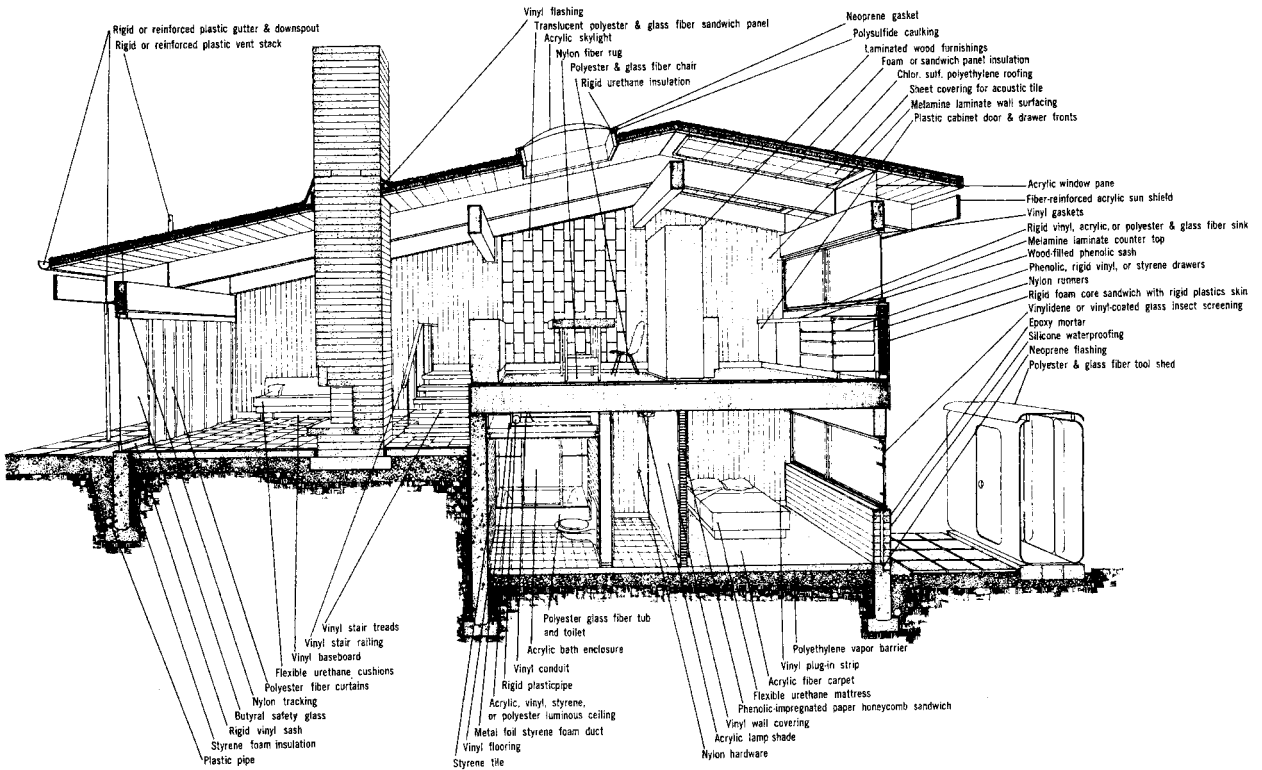 Rigid or reinforced plastic gutter & downspout
Rigid or reinforced plastic vent stack
Vinyl flashing
Translucent polyester & glass fiber sandwich panel
Acrylic skylight
Nylon fiber rug
Polyester & glass fiber chair
Rigid urethane insulation
Neoprene gasket
Polysulfide caulking
Laminated wood furnishings
Foam or sandwich panel insulation
Chlor. sulf. polyethylene roofing
Sheet covering for acoustic tile
Melamine laminate wall surfacing
Plastic cabinet door & drawer fronts
Acrylic window pane
Fiber-reinforced acrylic sun shield
Vinyl gaskets
Rigid vinyl, acrylic, or polyester & glass fiber sink
Melamine laminate counter top
Wood-filled phenolic sash
Phenolic, rigid vinyl, or styrene drawers
Nylon runners
Rigid foam core sandwich with rigid plastics skin
Vinylidene or vinyl-coated glass insect screening
Epoxy mortar
Silicone waterproofing
Neoprene flashing
Polyester & glass fiber tool shed
Vinyl stair treads
Vinyl stair railing
Vinyl baseboard
Flexible urethane cushions
Polyester fiber curtains
Nylon tracking
Butyral safety glass
Rigid vinyl sash
Styrene foam insulation
Plastic pipe
Polyester glass fiber tub
and toilet
Acrylic bath enclosure
Vinyl conduit
Rigid plasticpipe
Acrylic, vinyl, styrene,
or polyester luminous ceiling
Metal foil styrene foam duct
Vinyl flooring
Styrene tile
Polyethylene vapor barrier
Vinyl plug-in strip
Acrylic fiber carpet
Flexible urethane mattress
Phenolic-impregnated paper honeycomb sandwich
Vinyl wall covering
Acrylic lamp shade
Nylon hardware